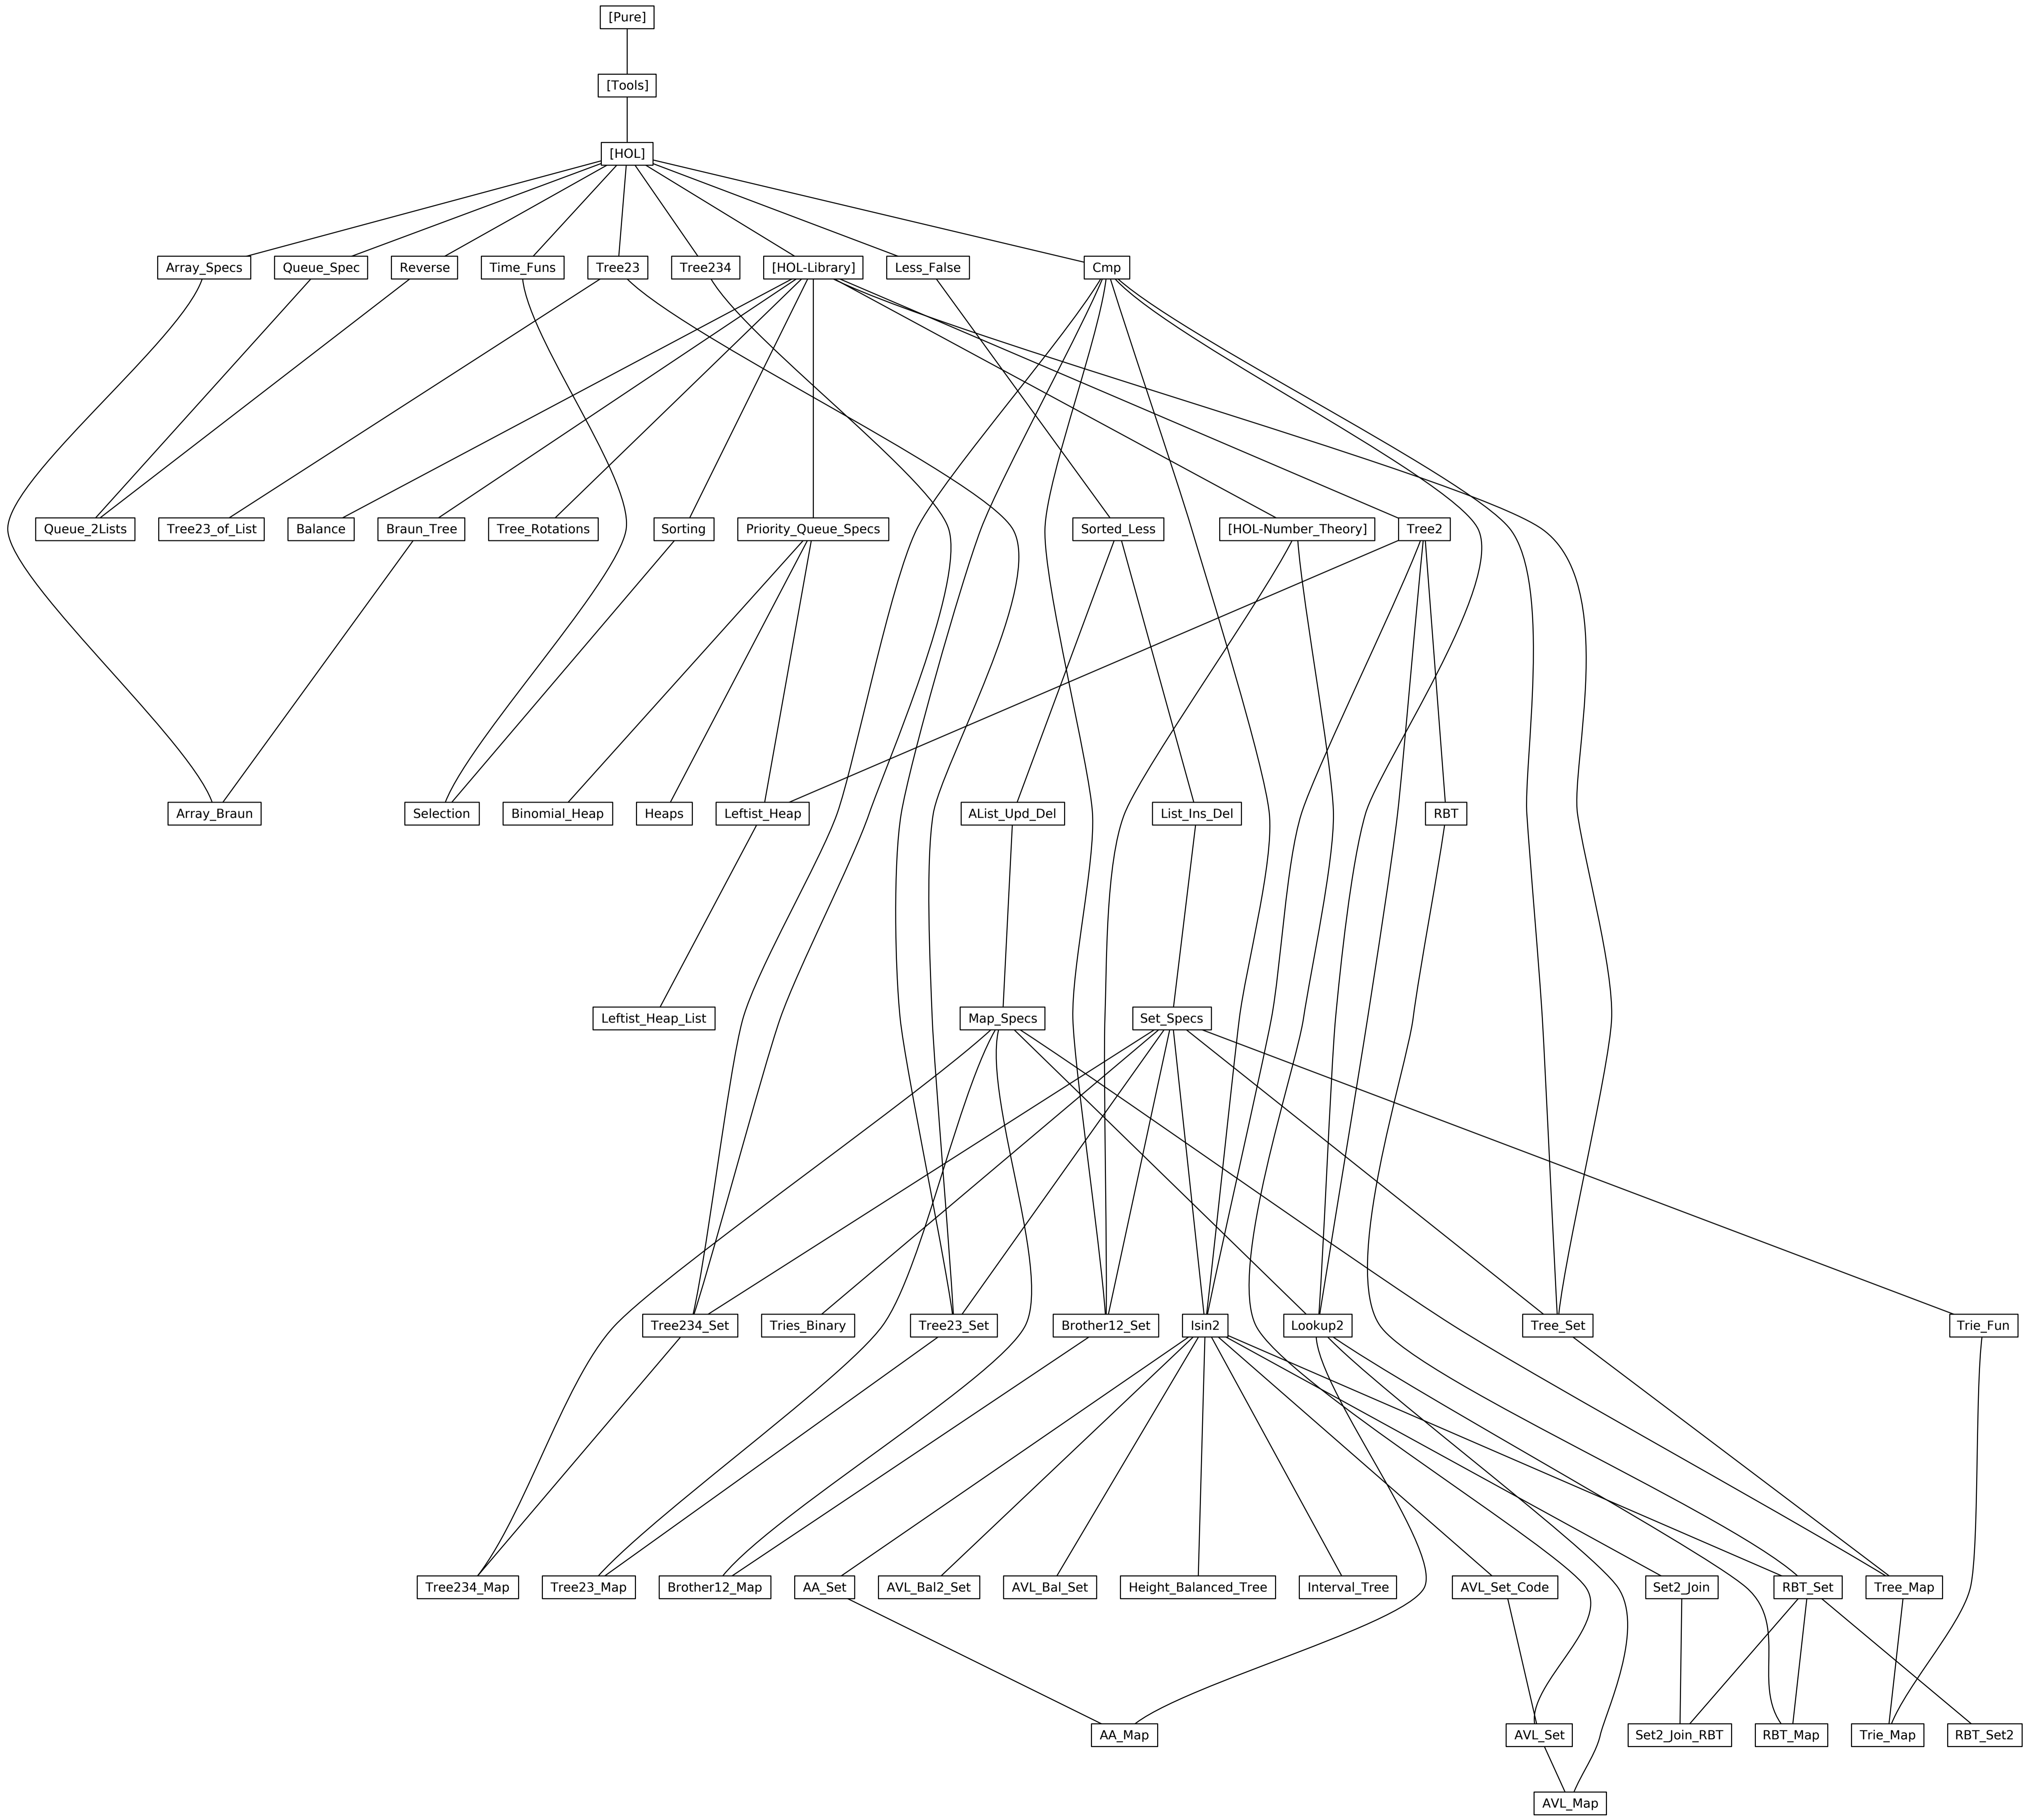 [Pure]
[Tools]
[HOL]
Array_Specs
Queue_Spec
Reverse
Time_Funs
Tree23
Tree234
[HOL-Library]
Less_False
Cmp
Queue_2Lists
Tree23_of_List
Balance
Braun_Tree
Tree_Rotations
Sorting
Priority_Queue_Specs
Sorted_Less
[HOL-Number_Theory]
Tree2
Array_Braun
Selection
Binomial_Heap
Heaps
Leftist_Heap
AList_Upd_Del
List_Ins_Del
RBT
Leftist_Heap_List
Map_Specs
Set_Specs
Tree234_Set
Tries_Binary
Tree23_Set
Brother12_Set
Isin2
Lookup2
Tree_Set
Trie_Fun
Tree234_Map
Tree23_Map
Brother12_Map
AA_Set
AVL_Bal2_Set
AVL_Bal_Set
Height_Balanced_Tree
Interval_Tree
AVL_Set_Code
Set2_Join
RBT_Set
Tree_Map
AA_Map
AVL_Set
Set2_Join_RBT
RBT_Map
Trie_Map
RBT_Set2
AVL_Map